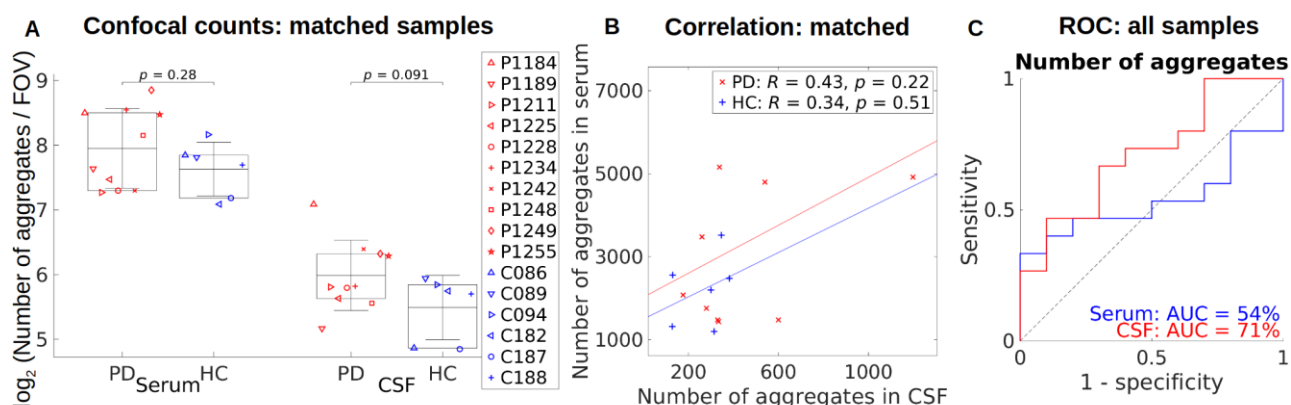 A Confocal counts: matched samples
log2 (Number of aggregates / FOV)
9
8
7
6
5
p = 0.28
p = 0.091
PD
HC
PD
HC
Serum
CSF
P1184
P1189
P1211
P1225
P1228
P1234
P1242
P1248
P1249
P1255
C086
C089
C094
C182
C187
C188
B Correlation: matched
Number of aggregates in serum
7000
5000
3000
1000
PD: R = 0.43, p = 0.22
HC: R = 0.34, p = 0.51
200 600 1000
Number of aggregates in CSF
C ROC: all samples
Number of aggregates
Sensitivity
1
0.5
Serum: AUC = 54%
CSF: AUC = 71%
0 0.5 1
1 - specificity